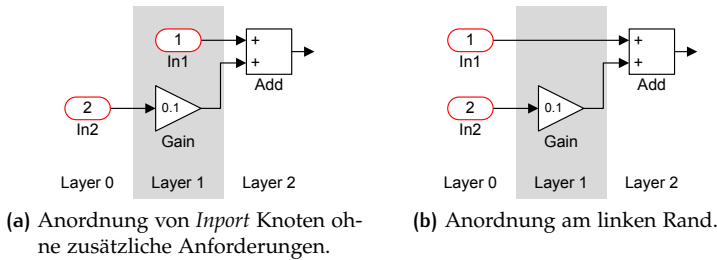 1
In1
+
+
Add
2
In2
0.1
Gain
Layer 0 Layer 1 Layer 2
(a) Anordnung von Inport Knoten oh-
ne zusätzliche Anforderungen.
1
In1
+
+
Add
2
In2
0.1
Gain
Layer 0 Layer 1 Layer 2
(b) Anordnung am linken Rand.